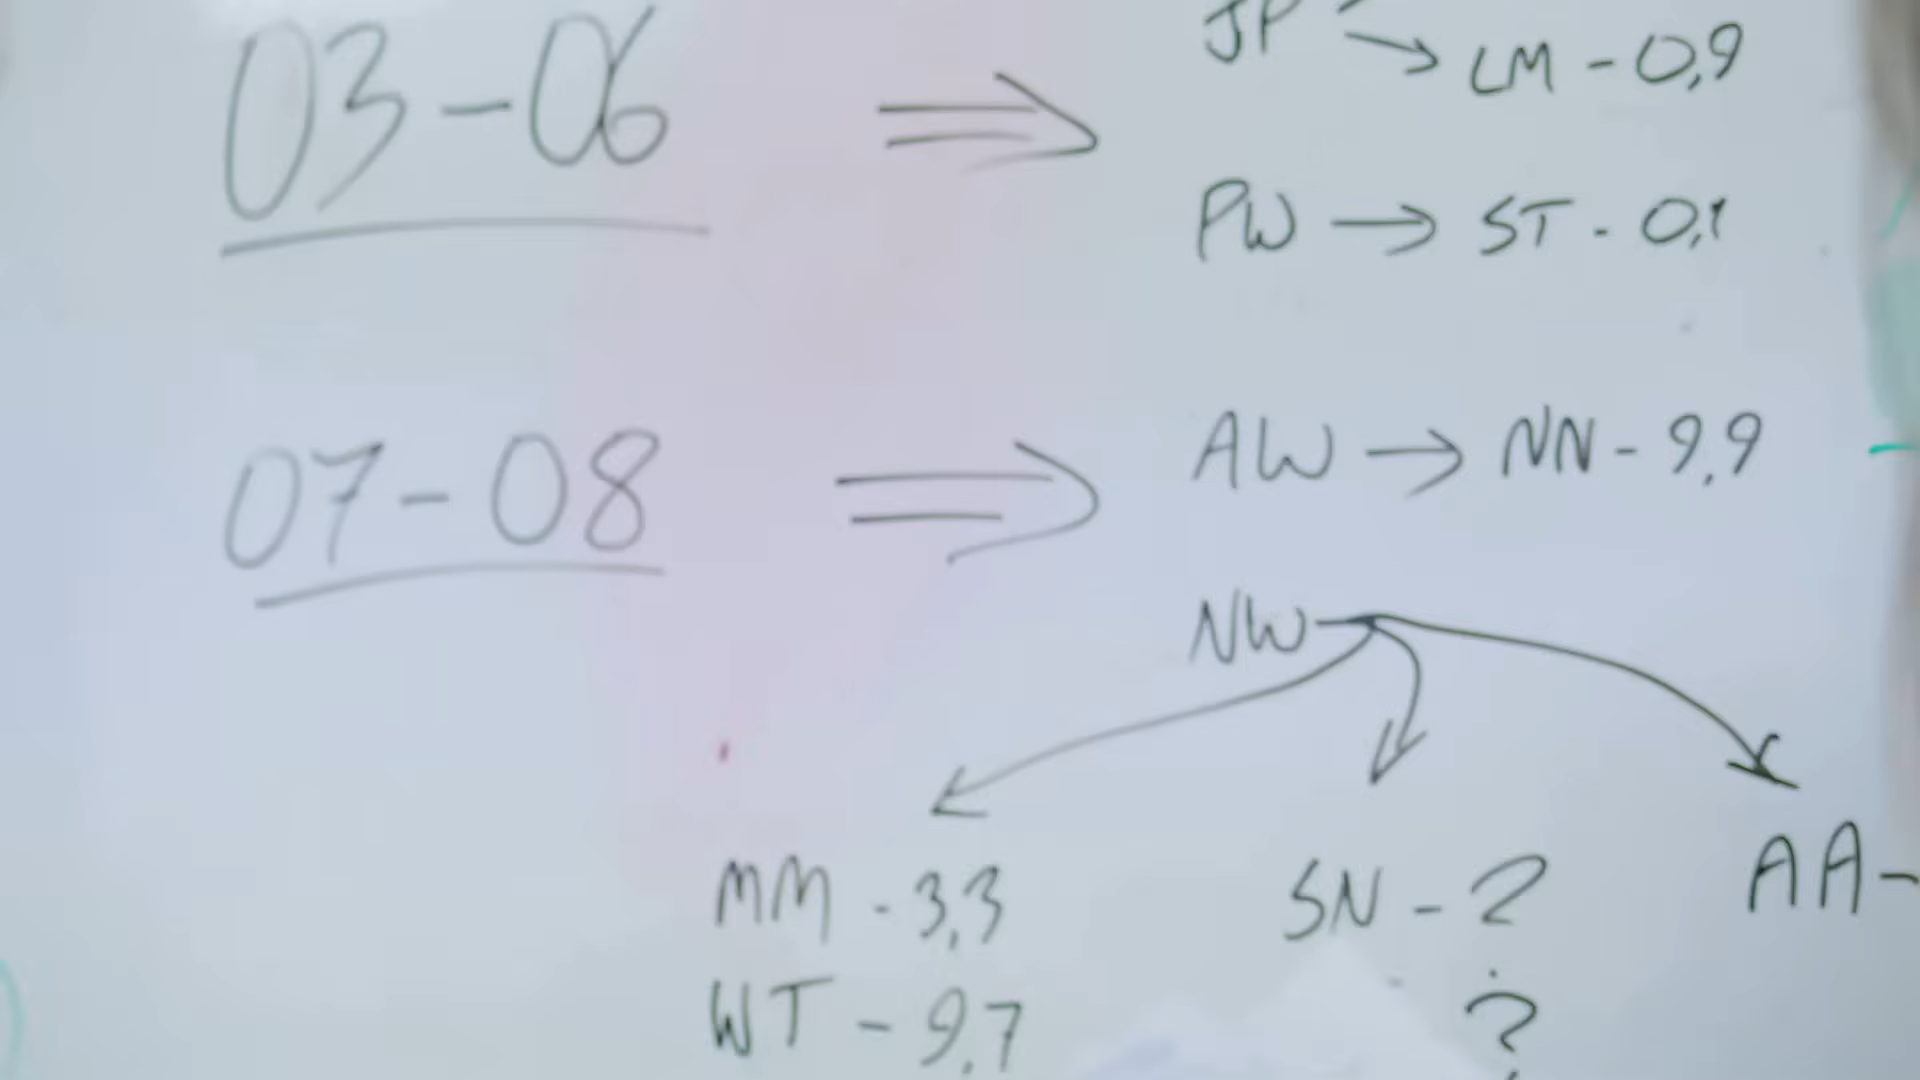 03-06 ⇒ JP → LM - 0,9
PW → ST - 0,1
07-08 ⇒ AW → NN - 9,9
NW
MM - 3,3 SN - ? AA -
WT - 9,7 ?